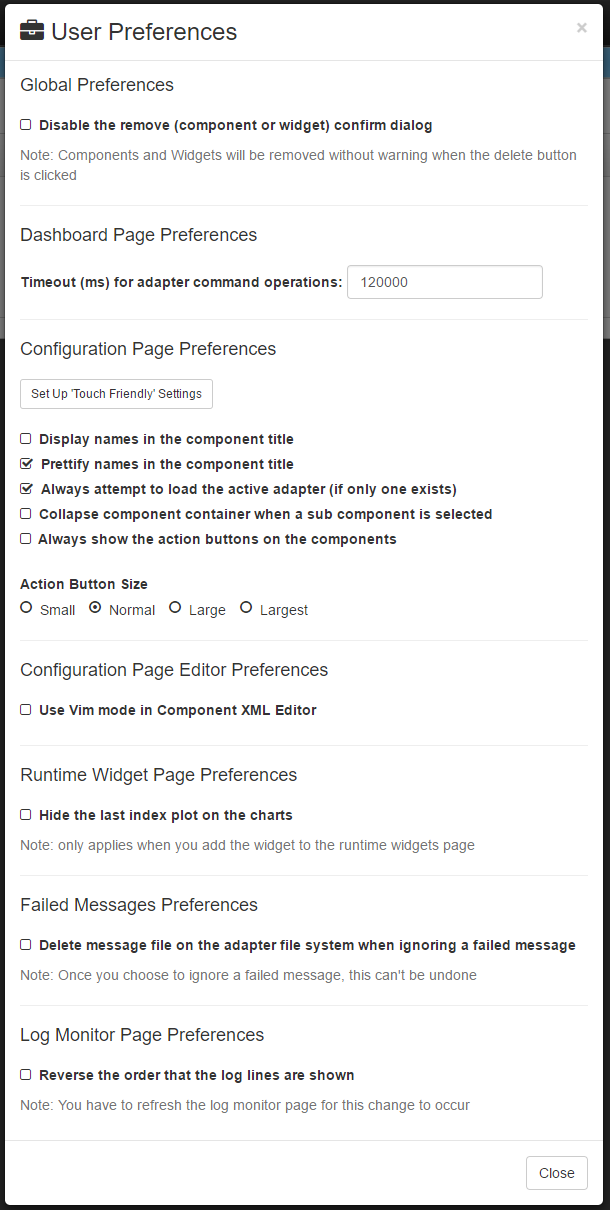 User Preferences
×
Global Preferences
Disable the remove (component or widget) confirm dialog
Note: Components and Widgets will be removed without warning when the delete button
is clicked
Dashboard Page Preferences
Timeout (ms) for adapter command operations: 120000
Configuration Page Preferences
Set Up 'Touch Friendly' Settings
Display names in the component title
Prettify names in the component title
Always attempt to load the active adapter (if only one exists)
Collapse component container when a sub component is selected
Always show the action buttons on the components
Action Button Size
Small Normal Large Largest
Configuration Page Editor Preferences
Use Vim mode in Component XML Editor
Runtime Widget Page Preferences
Hide the last index plot on the charts
Note: only applies when you add the widget to the runtime widgets page
Failed Messages Preferences
Delete message file on the adapter file system when ignoring a failed message
Note: Once you choose to ignore a failed message, this can't be undone
Log Monitor Page Preferences
Reverse the order that the log lines are shown
Note: You have to refresh the log monitor page for this change to occur
Close